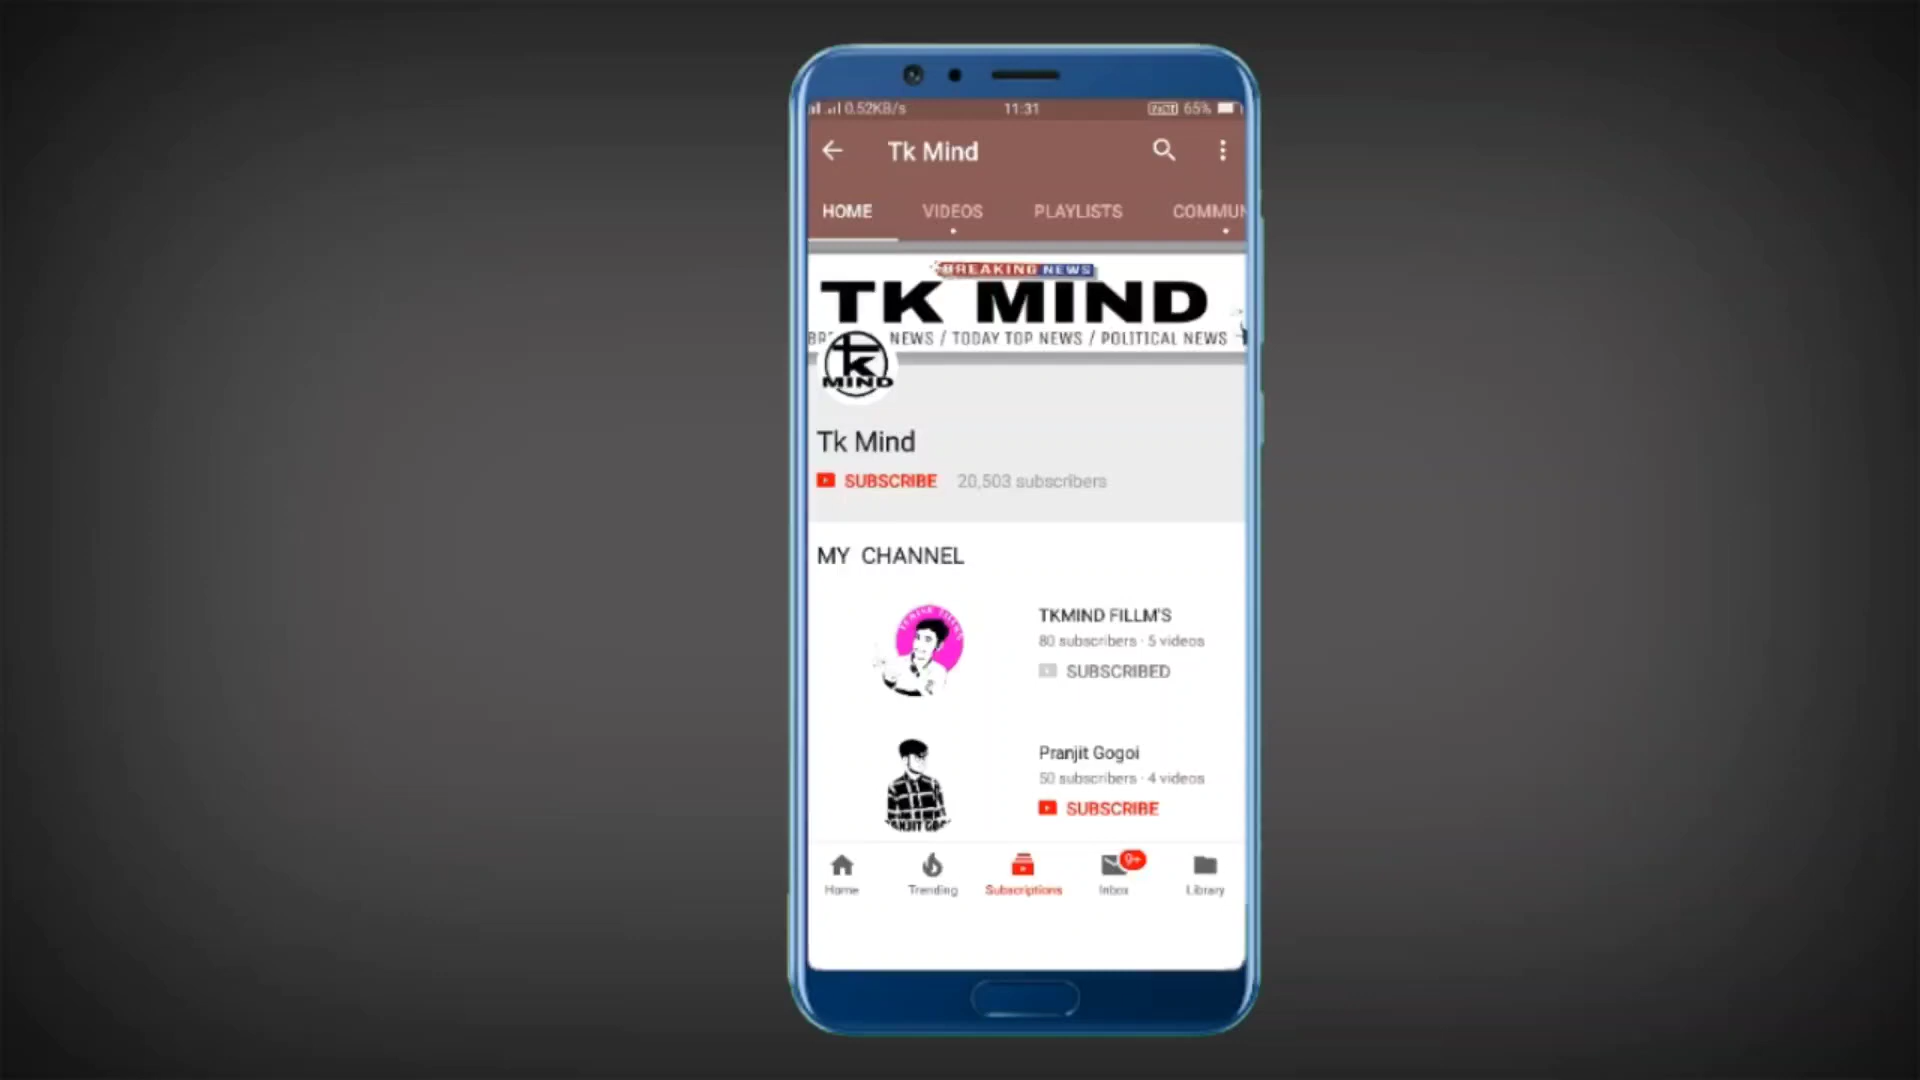 0.52KB/s 11:31 65%
Tk Mind
HOME VIDEOS PLAYLISTS COMMUN
BREAKING NEWS
TK MIND
NEWS / TODAY TOP NEWS / POLITICAL NEWS
tk
MIND
Tk Mind
SUBSCRIBE 20,503 subscribers
MY CHANNEL
TKMIND FILLM'S
80 subscribers · 5 videos
SUBSCRIBED
Pranjit Gogoi
50 subscribers · 4 videos
SUBSCRIBE
9+
Home Trending Subscriptions Inbox Library